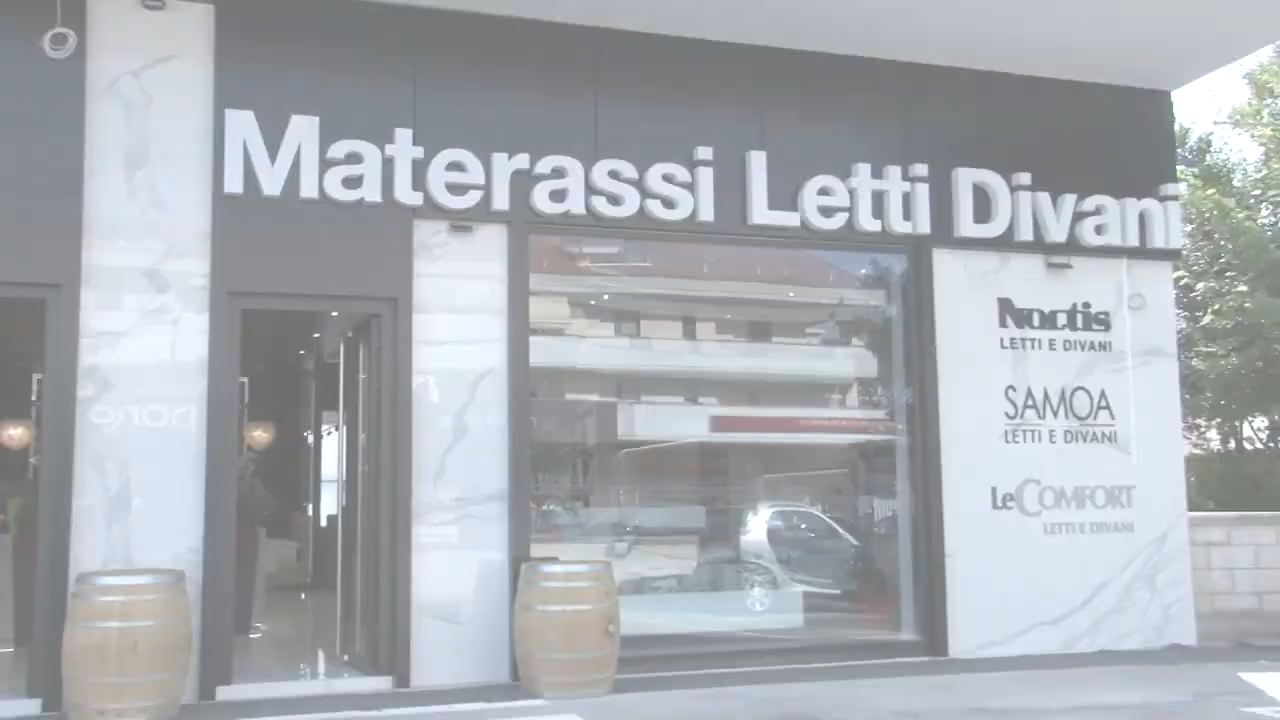 Materassi Letti Divani
Noctis
LETTI E DIVANI
SAMOA
LETTI E DIVANI
LeCOMFORT
LETTI E DIVANI